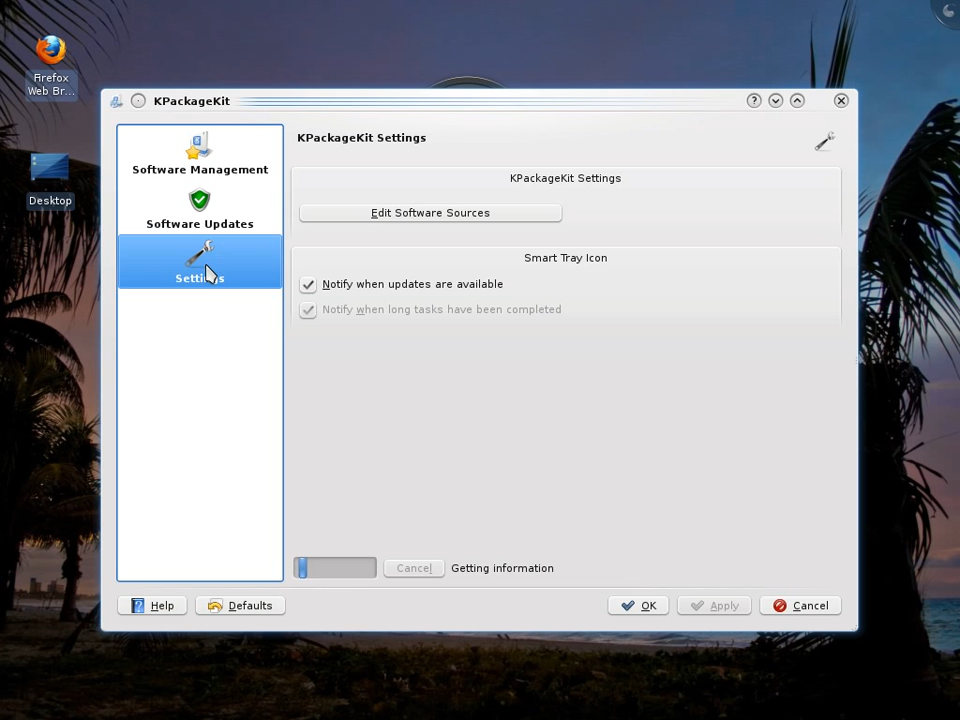 Firefox
Web Br...
Desktop
KPackageKit
Software Management
Software Updates
Settings
KPackageKit Settings
KPackageKit Settings
Edit Software Sources
Smart Tray Icon
Notify when updates are available
Notify when long tasks have been completed
Cancel
Getting information
Help
Defaults
OK
Apply
Cancel